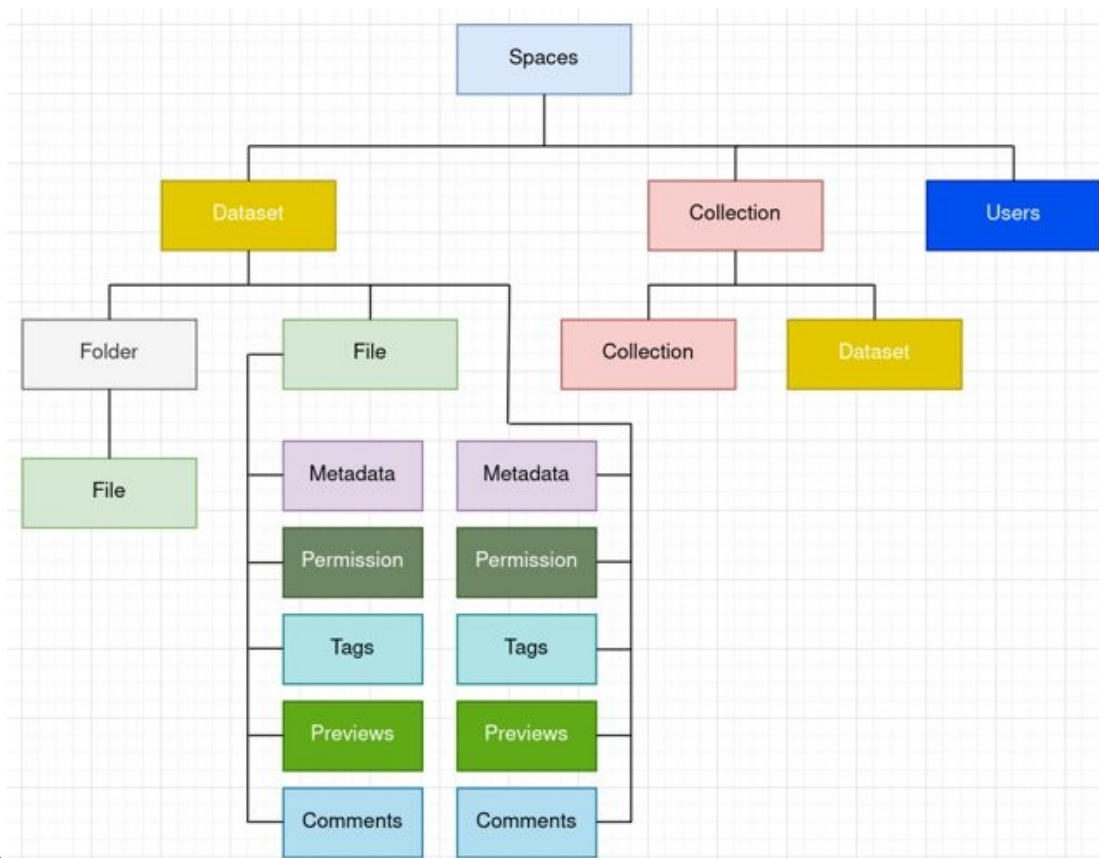 Spaces
Dataset
Collection
Users
Folder
File
Collection
Dataset
File
Metadata
Metadata
Permission
Permission
Tags
Tags
Previews
Previews
Comments
Comments